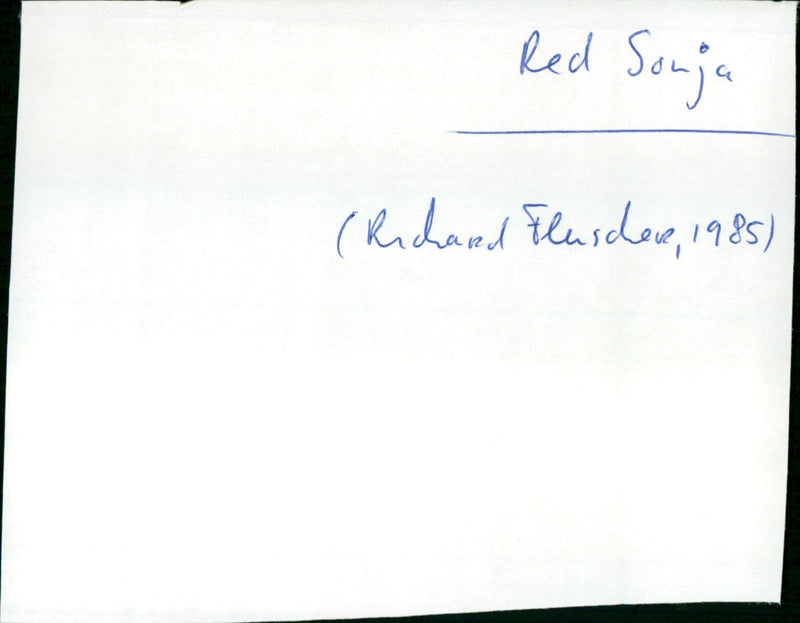 Red Sonja
(Richard Fleischer, 1985)